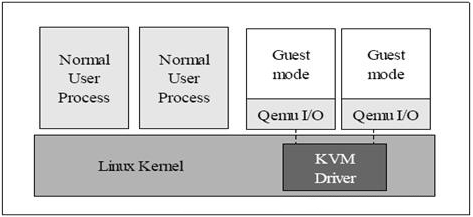 Normal
User
Process
Normal
User
Process
Guest
mode
Qemu I/O
Guest
mode
Qemu I/O
Linux Kernel
KVM
Driver